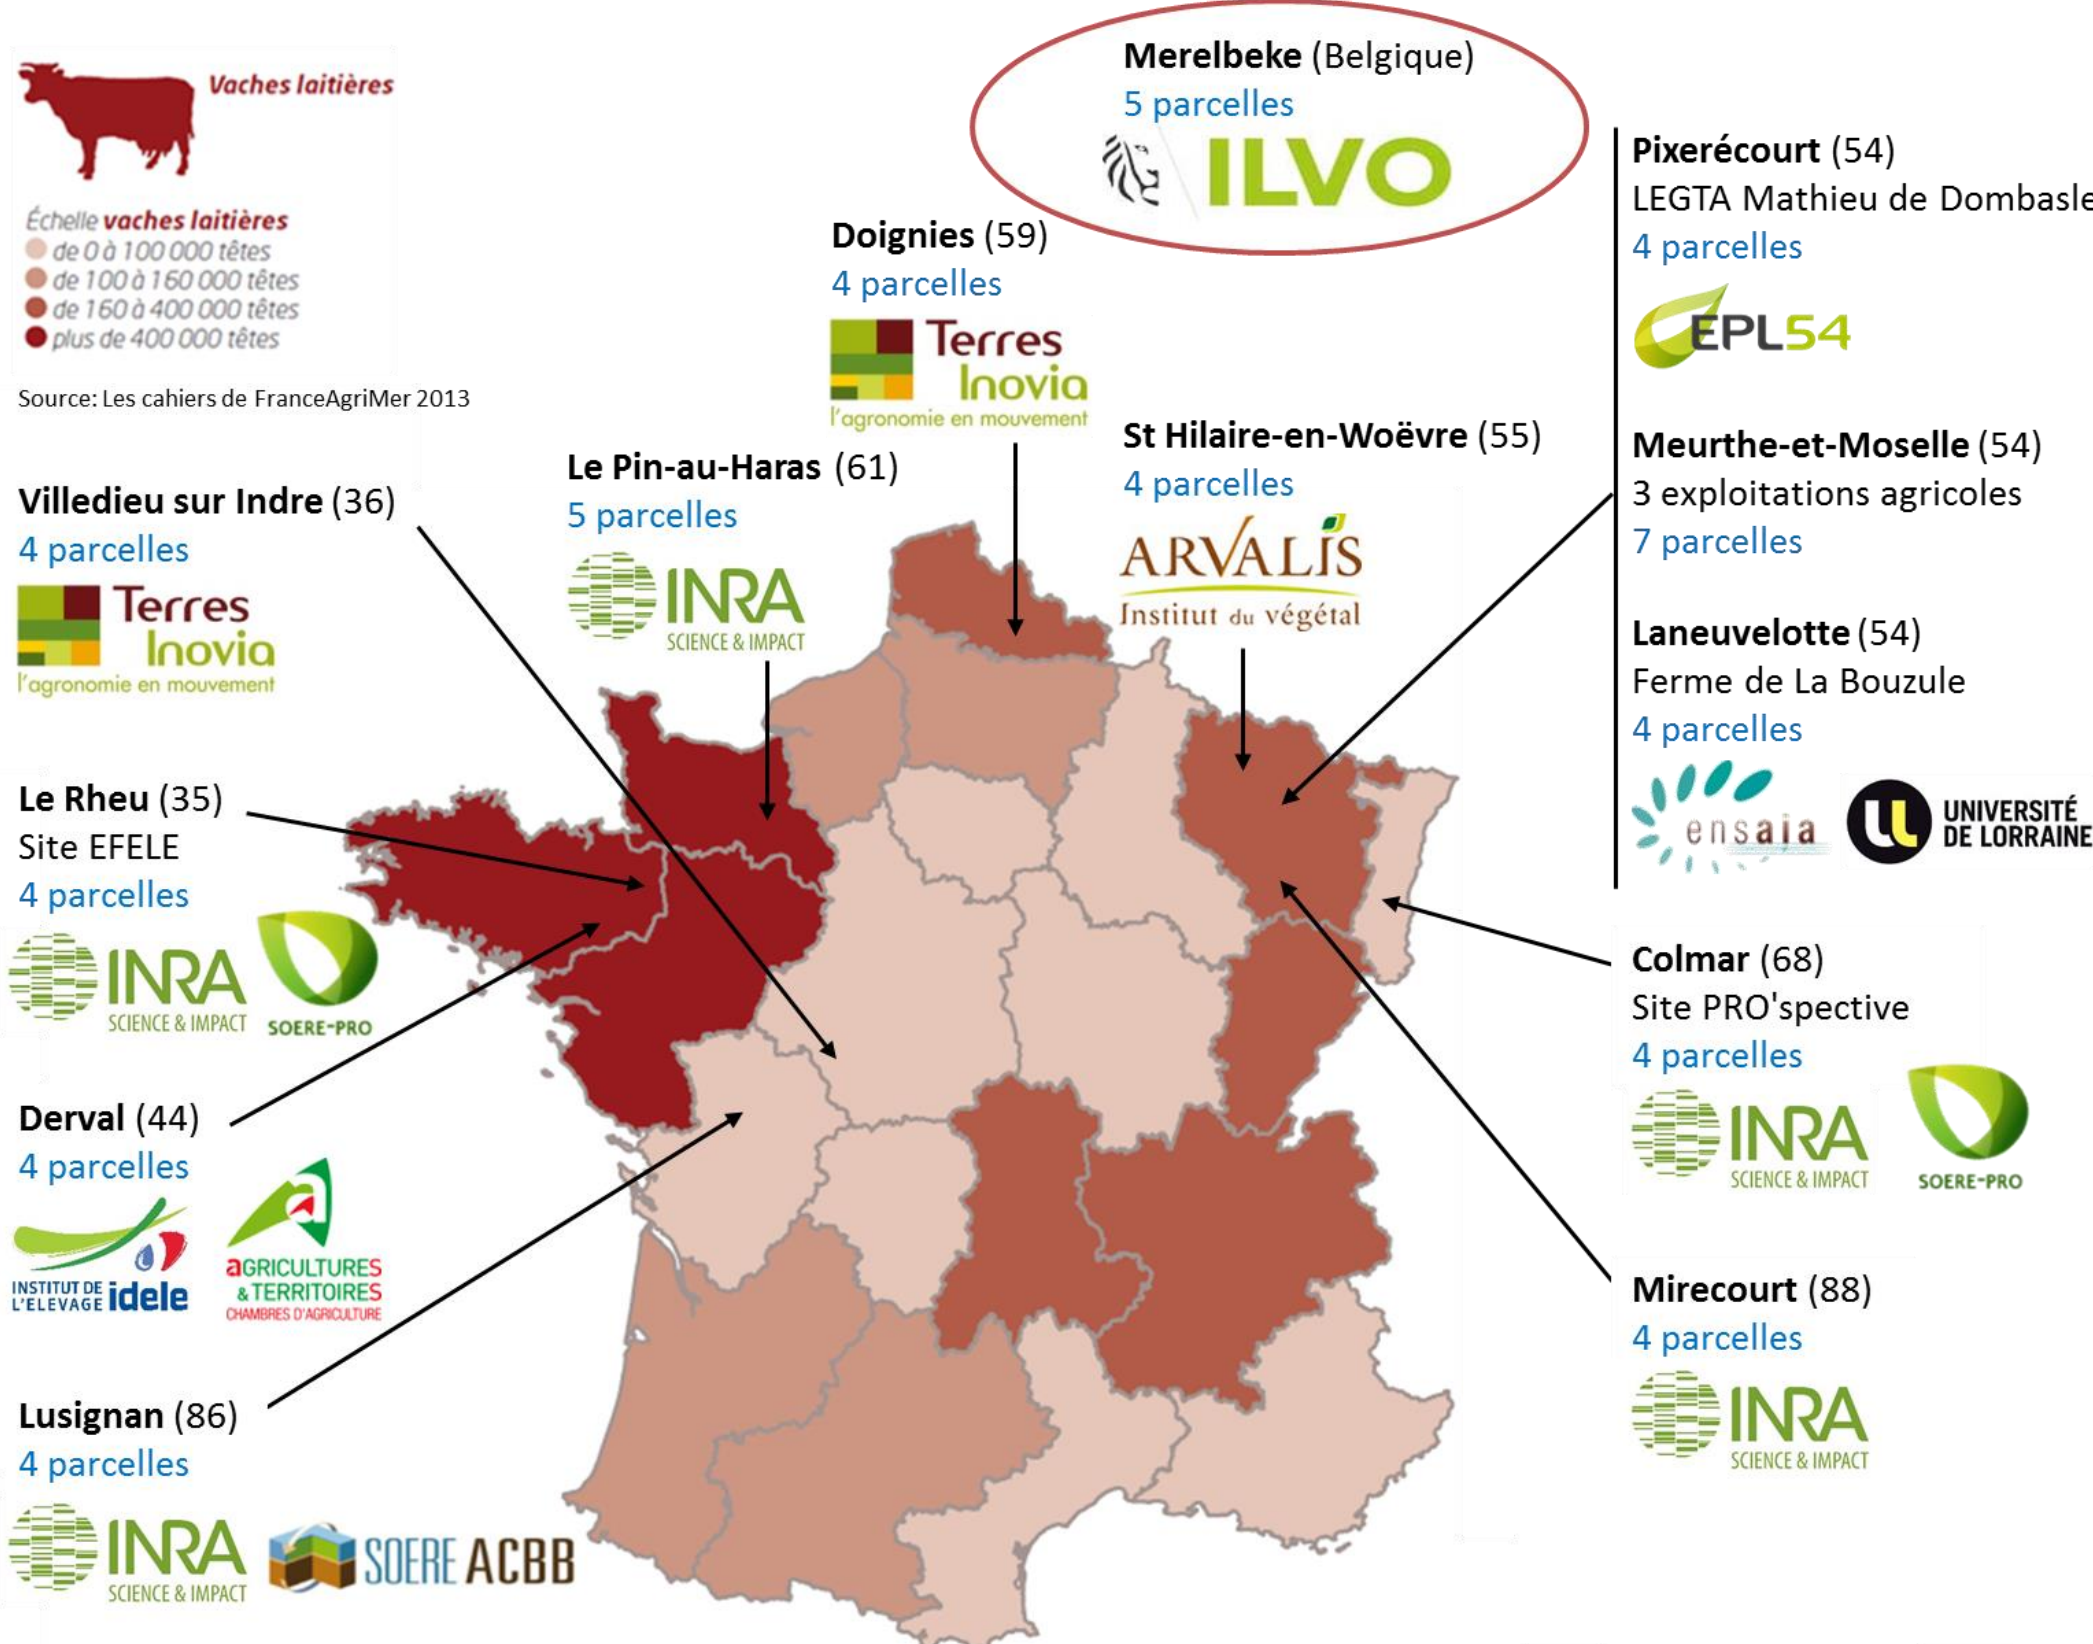 Vaches laitières
Échelle vaches laitières
de 0 à 100 000 têtes
de 100 à 160 000 têtes
de 160 à 400 000 têtes
plus de 400 000 têtes
Source: Les cahiers de FranceAgriMer 2013
Merelbeke (Belgique)
5 parcelles
ILVO
Doignies (59)
4 parcelles
Terres
Inovia
l'agronomie en mouvement
Pixerécourt (54)
LEGTA Mathieu de Dombasle
4 parcelles
EPL54
Villedieu sur Indre (36)
4 parcelles
Terres
Inovia
l'agronomie en mouvement
Le Pin-au-Haras (61)
5 parcelles
INRA
SCIENCE & IMPACT
St Hilaire-en-Woëvre (55)
4 parcelles
ARVALIS
Institut du végétal
Meurthe-et-Moselle (54)
3 exploitations agricoles
7 parcelles
Laneuvelotte (54)
Ferme de La Bouzule
4 parcelles
ensaia
UNIVERSITÉ
DE LORRAINE
Le Rheu (35)
Site EFELE
4 parcelles
INRA
SCIENCE & IMPACT
SOERE-PRO
Colmar (68)
Site PRO'spective
4 parcelles
INRA
SCIENCE & IMPACT
SOERE-PRO
Derval (44)
4 parcelles
INSTITUT DE
L'ELEVAGE idele
aGRICULTURES
& TERRITOIRES
CHAMBRES D'AGRICULTURE
Mirecourt (88)
4 parcelles
INRA
SCIENCE & IMPACT
Lusignan (86)
4 parcelles
INRA
SCIENCE & IMPACT
SOERE ACBB